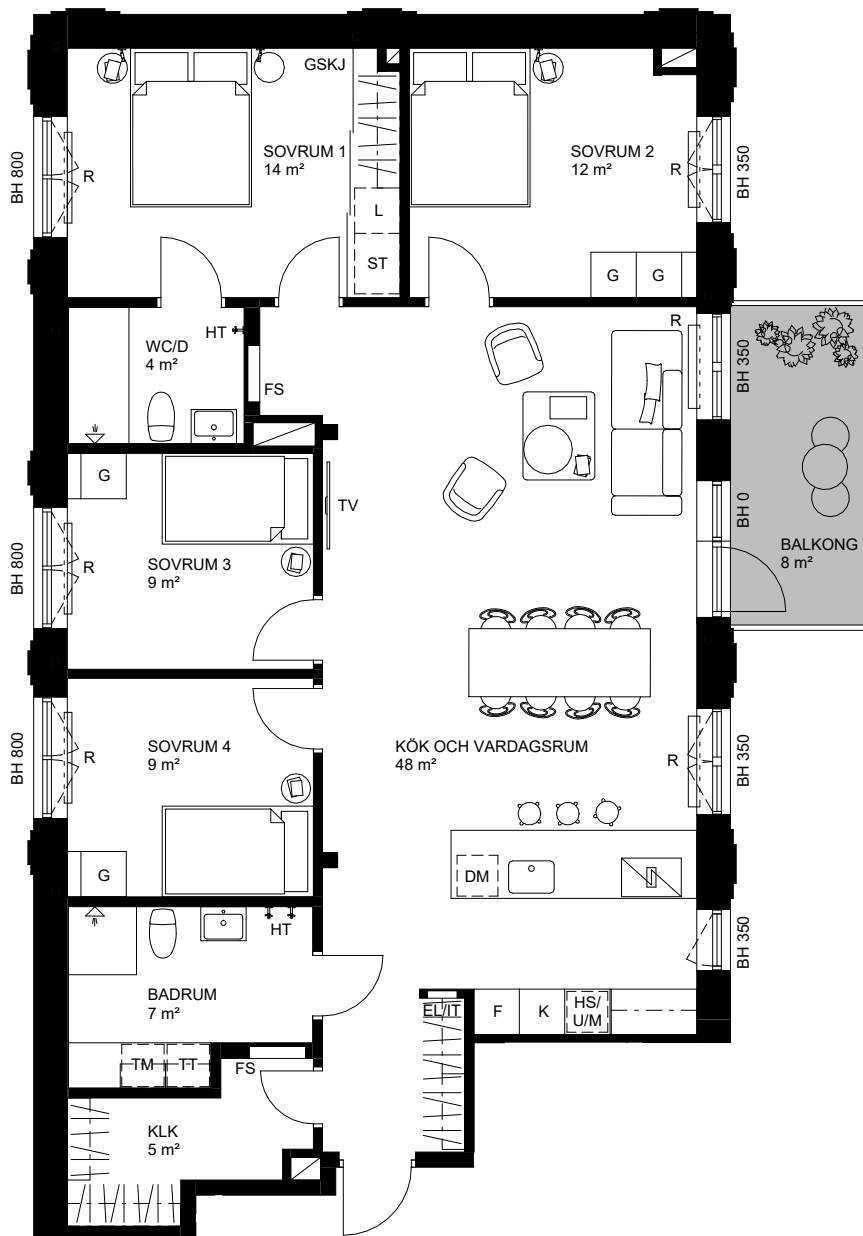 GSKJ
SOVRUM 1
14 m²
SOVRUM 2
12 m²
BH 800
R
R
BH 350
L
ST
G
G
HT
WC/D
4 m²
FS
R
BH 350
G
TV
BH 0
BALKONG
8 m²
BH 800
R
SOVRUM 3
9 m²
BH 800
R
SOVRUM 4
9 m²
KÖK OCH VARDAGSRUM
48 m²
R
BH 350
G
DM
HT
BH 350
BADRUM
7 m²
EL/IT
F
K
HS/
U/M
TM
TT
FS
KLK
5 m²